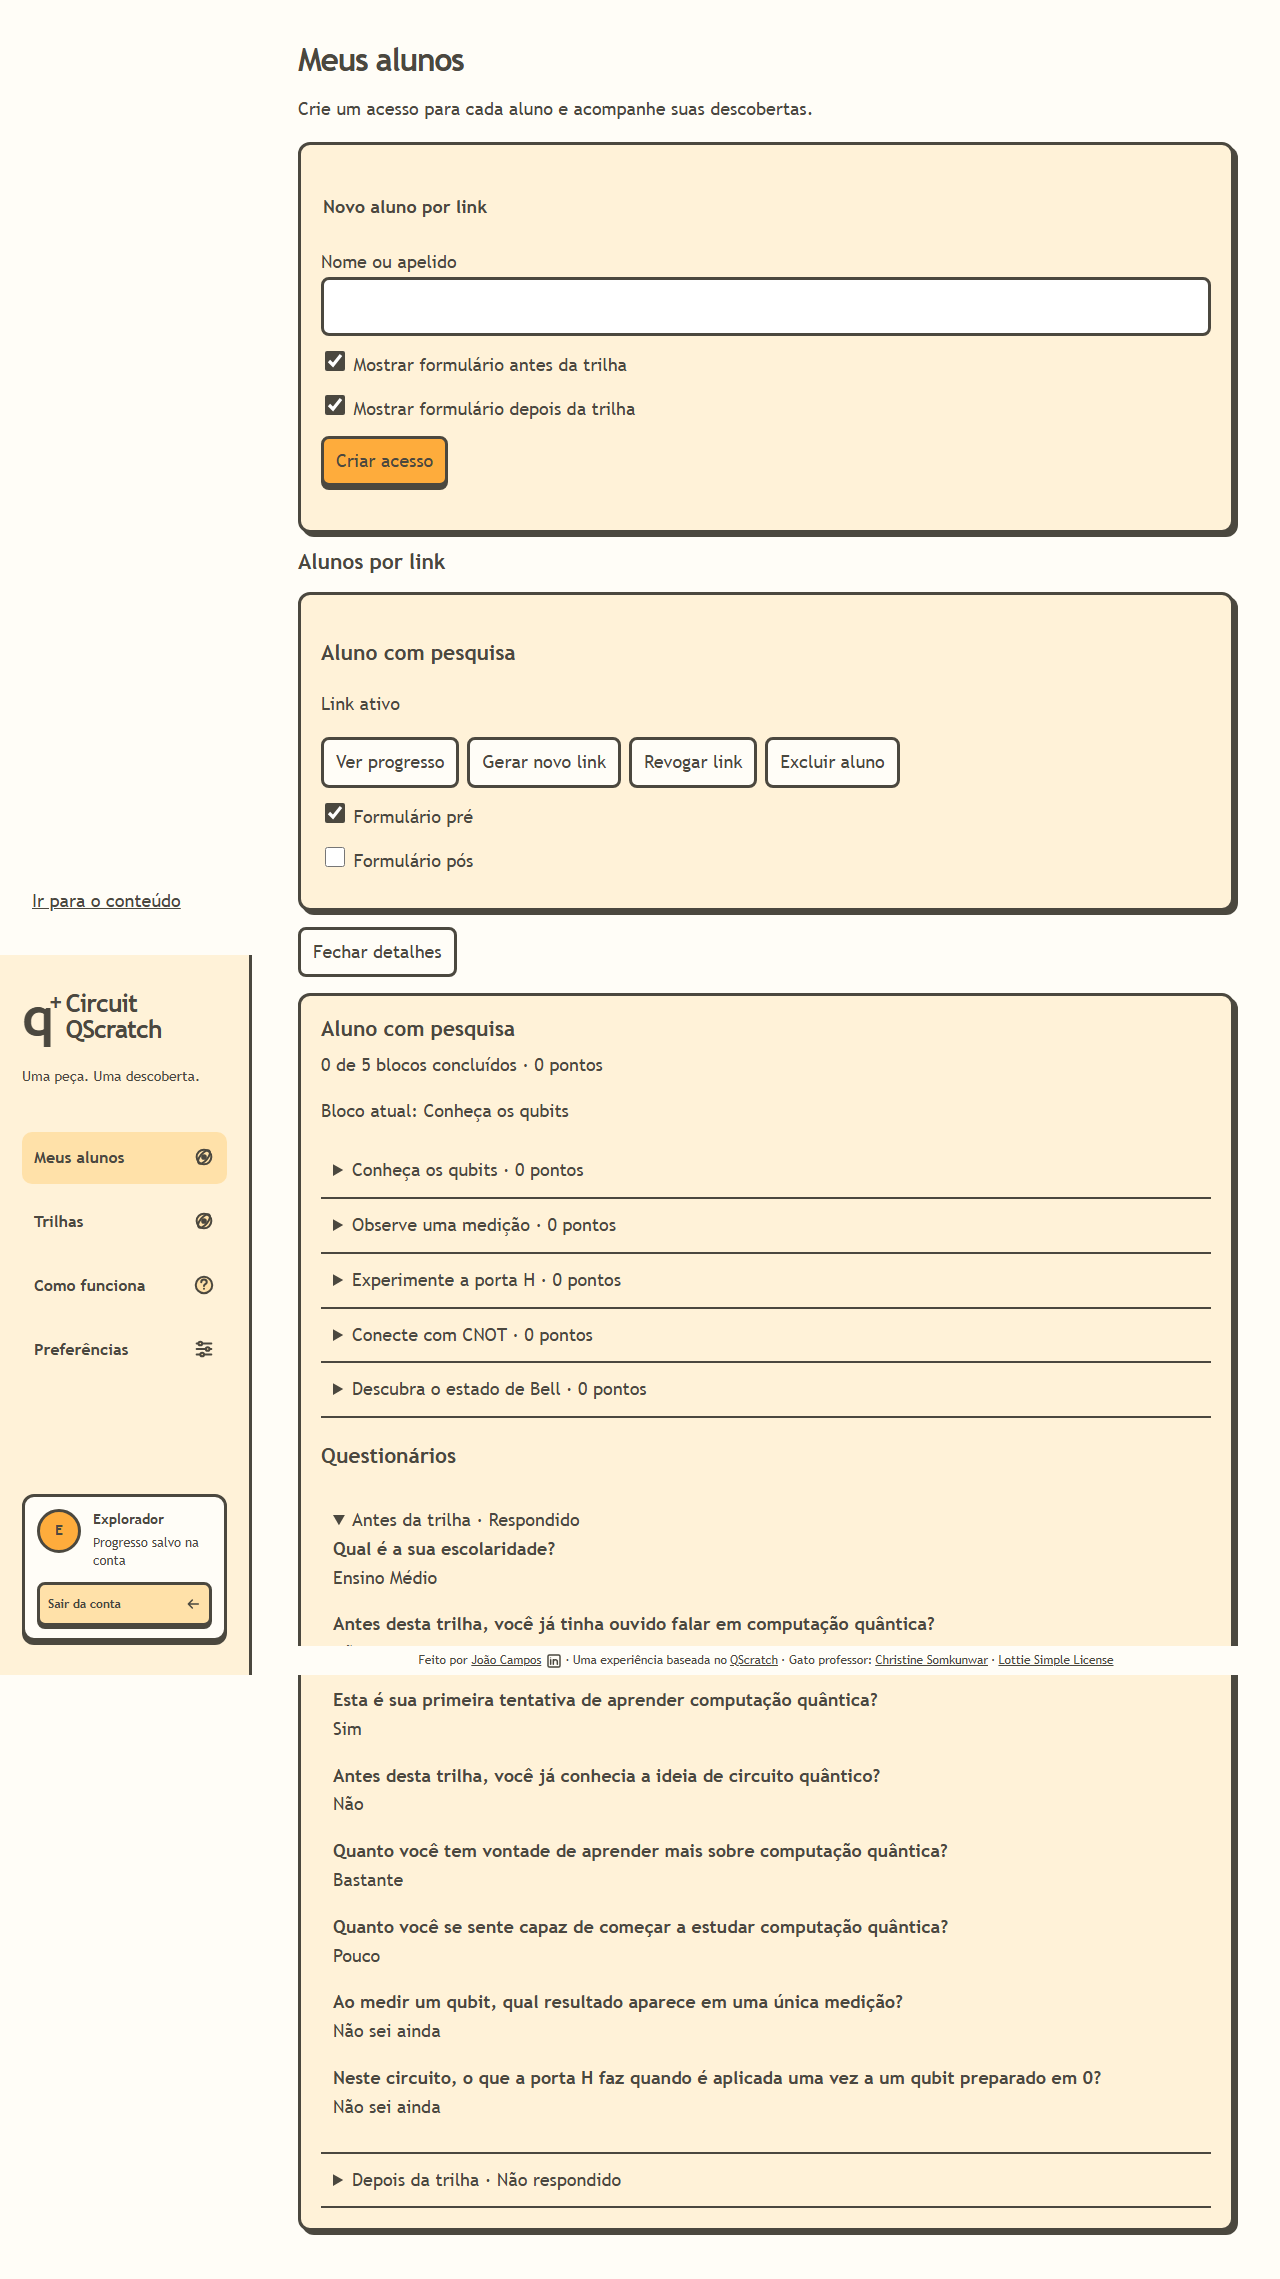 Meus alunos
Crie um acesso para cada aluno e acompanhe suas descobertas.
Novo aluno por link
Nome ou apelido
Mostrar formulário antes da trilha
Mostrar formulário depois da trilha
Criar acesso
Alunos por link
Aluno com pesquisa
Link ativo
Ver progresso
Gerar novo link
Revogar link
Excluir aluno
Formulário pré
Formulário pós
Ir para o conteúdo
q+ Circuit
QScratch
Uma peça. Uma descoberta.
Meus alunos
Trilhas
Como funciona
Preferências
E
Explorador
Progresso salvo na
conta
Sair da conta
Fechar detalhes
Aluno com pesquisa
0 de 5 blocos concluídos · 0 pontos
Bloco atual: Conheça os qubits
Conheça os qubits · 0 pontos
Observe uma medição · 0 pontos
Experimente a porta H · 0 pontos
Conecte com CNOT · 0 pontos
Descubra o estado de Bell · 0 pontos
Questionários
Antes da trilha · Respondido
Qual é a sua escolaridade?
Ensino Médio
Antes desta trilha, você já tinha ouvido falar em computação quântica?
Feito por João Campos in · Uma experiência baseada no QScratch · Gato professor: Christine Somkunwar · Lottie Simple License
Esta é sua primeira tentativa de aprender computação quântica?
Sim
Antes desta trilha, você já conhecia a ideia de circuito quântico?
Não
Quanto você tem vontade de aprender mais sobre computação quântica?
Bastante
Quanto você se sente capaz de começar a estudar computação quântica?
Pouco
Ao medir um qubit, qual resultado aparece em uma única medição?
Não sei ainda
Neste circuito, o que a porta H faz quando é aplicada uma vez a um qubit preparado em 0?
Não sei ainda
Depois da trilha · Não respondido